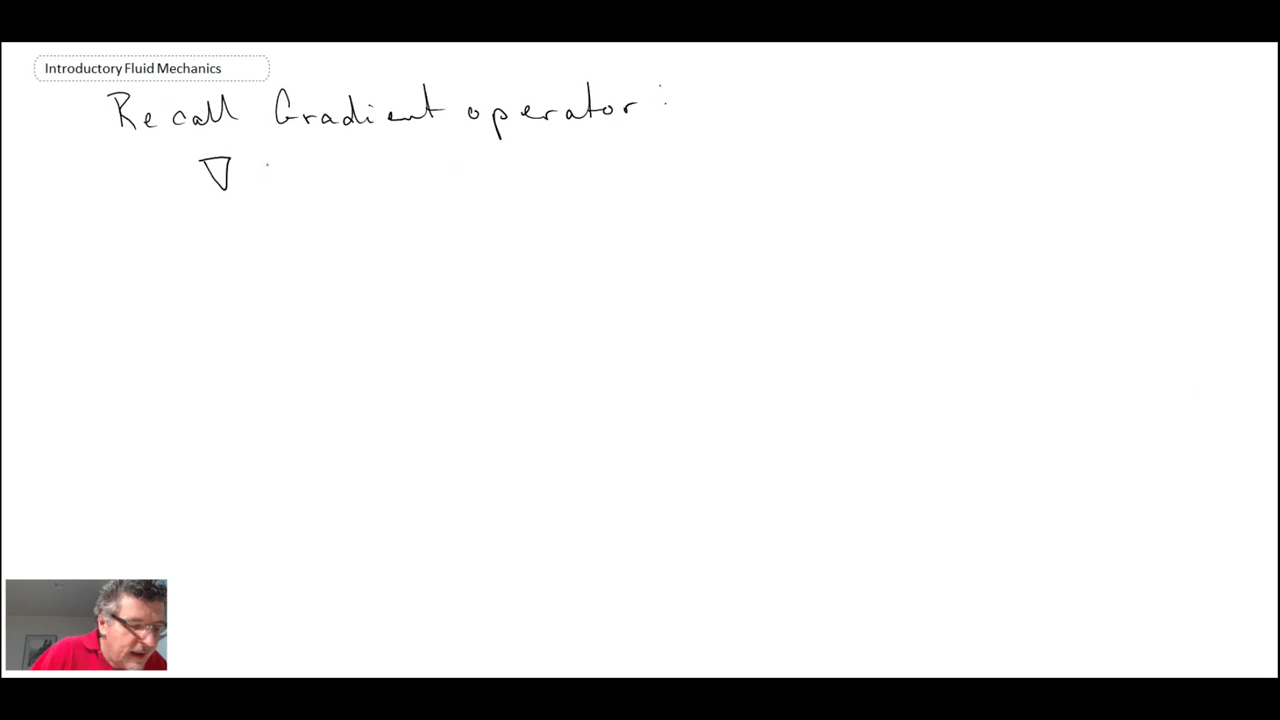 Introductory Fluid Mechanics
Recall Gradient operator :
∇